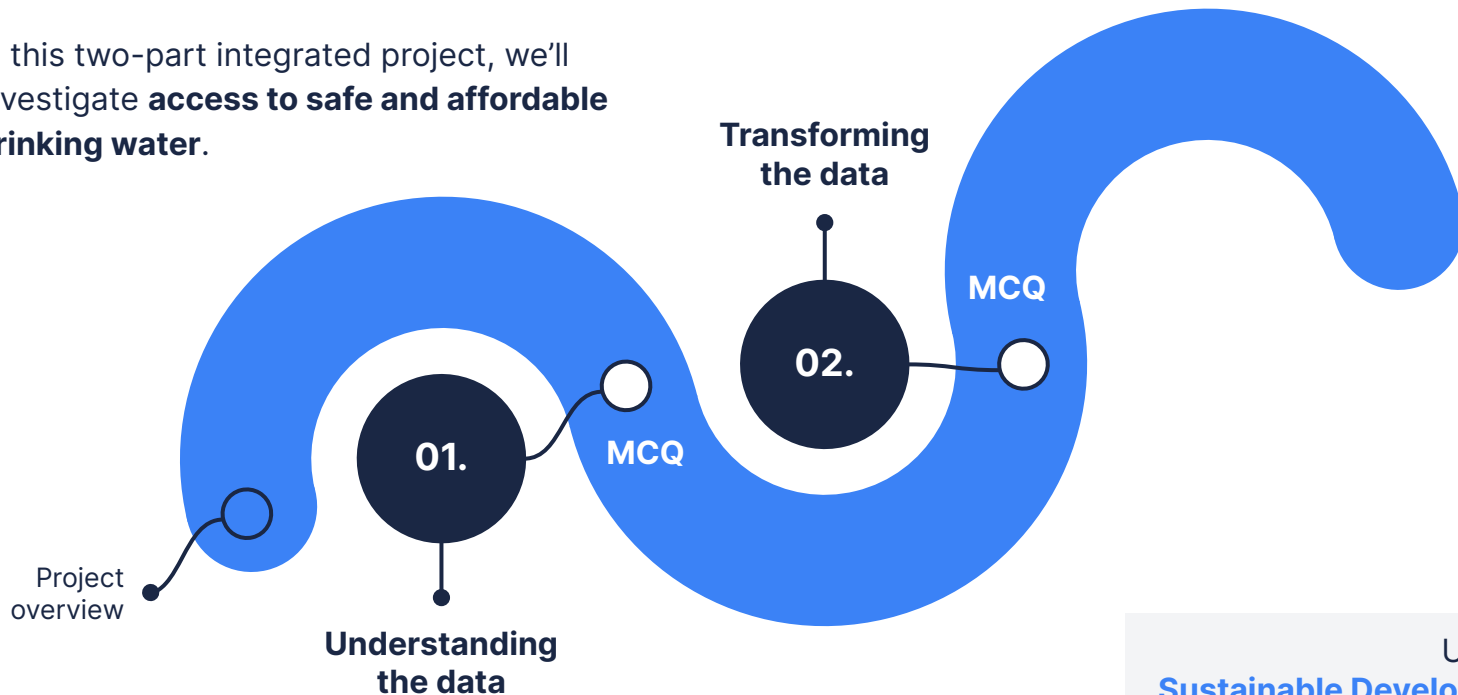 this two-part integrated project, we’ll
vestigate access to safe and affordable
rinking water.
Transforming
the data
MCQ
02.
01.
MCQ
Project
overview
Understanding
the data
U
Sustainable Develo